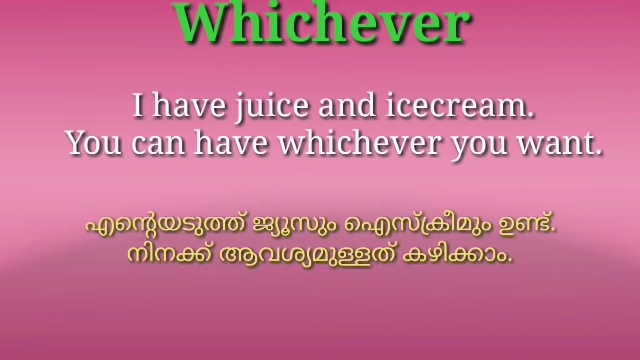 Whichever
I have juice and icecream.
You can have whichever you want.
എന്റെയടുത്ത് ജ്യൂസും ഐസ്ക്രീമും ഉണ്ട്.
നിനക്ക് ആവശ്യമുള്ളത് കഴിക്കാം.